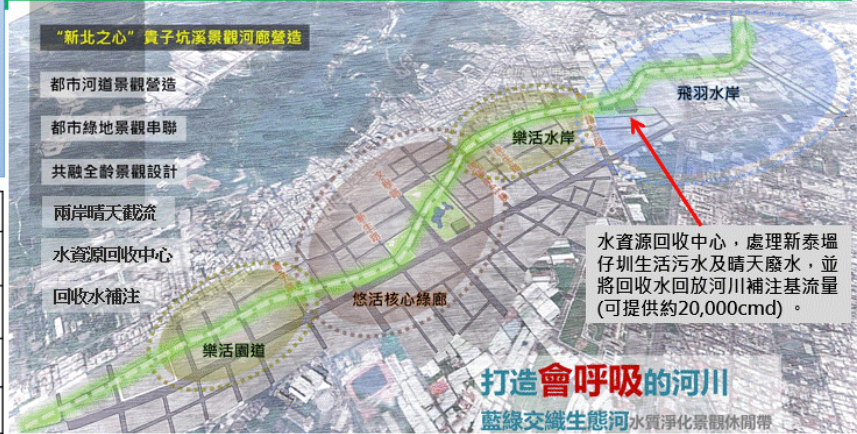 “新北之心”貴子坑溪景觀河廊營造
都市河道景觀營造
都市綠地景觀串聯
共融全齡景觀設計
兩岸晴天截流
水資源回收中心
回收水補注
飛羽水岸
樂活水岸
悠活核心綠廊
樂活園道
水資源回收中心，處理新泰塭
仔圳生活污水及晴天廢水，並
將回收水回放河川補注基流量
(可提供約20,000cmd) 。
打造會呼吸的河川
藍綠交織生態河水質淨化景觀休閒帶